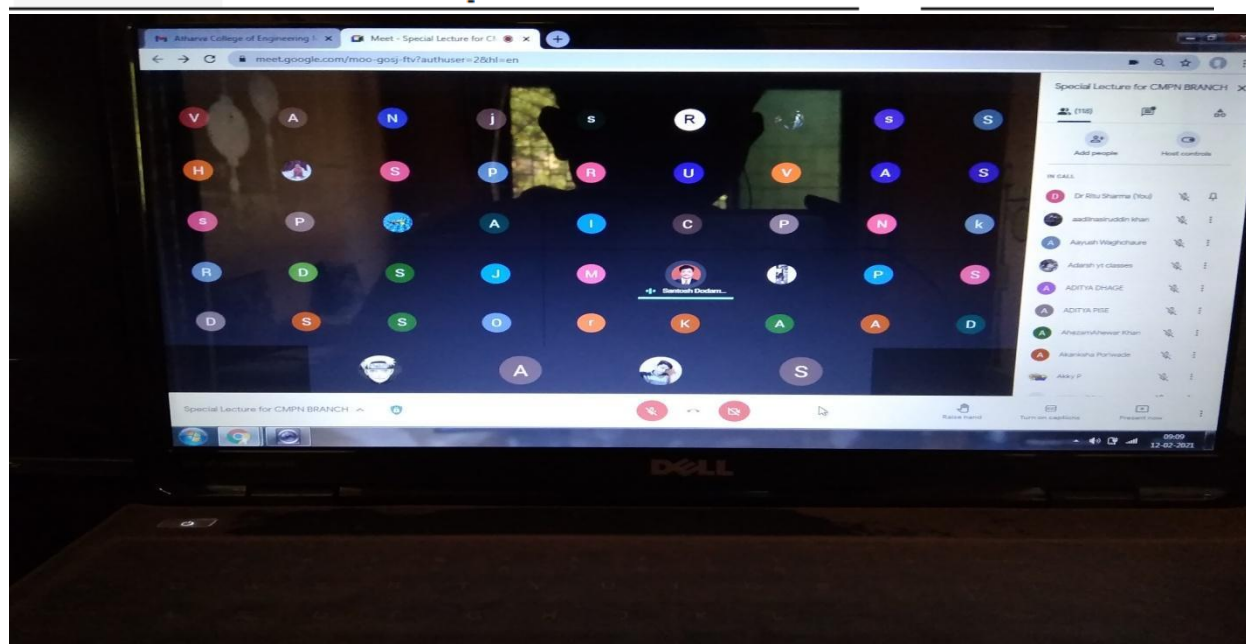 Atharva College of Engineering
Meet - Special Lecture for C
meet.google.com/moo-gosj-ftv?authuser=2&hl=en
Special Lecture for CMPN BRANCH
(118)
Add people
Host controls
IN CALL
V A N j s R s S
H S P R U V A S
s P A I C P N k
R D S J M P S
Santosh Dodam...
D S S O r K A A D
A S
D Dr Ritu Sharma (You)
aadilnasiruddin khan
A Aayush Waghchaure
Adarsh yt classes
A ADITYA DHAGE
A ADITYA PISE
A AhezamAhewar Khan
A Akanksha Poriwade
Akky P
Special Lecture for CMPN BRANCH
Raise hand
Turn on captions
Present now
09:09
12-02-2021
DELL